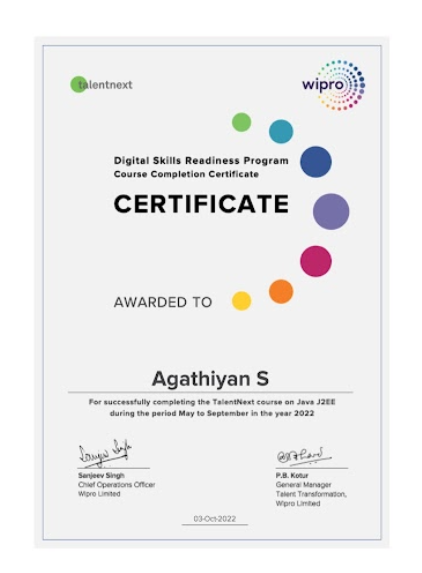 talentnext
wipro
Digital Skills Readiness Program
Course Completion Certificate
CERTIFICATE
AWARDED TO
Agathiyan S
For successfully completing the TalentNext course on Java J2EE
during the period May to September in the year 2022
Sanjeev Singh
Chief Operations Officer
Wipro Limited
P.B. Kotur
General Manager
Talent Transformation,
Wipro Limited
03-Oct-2022